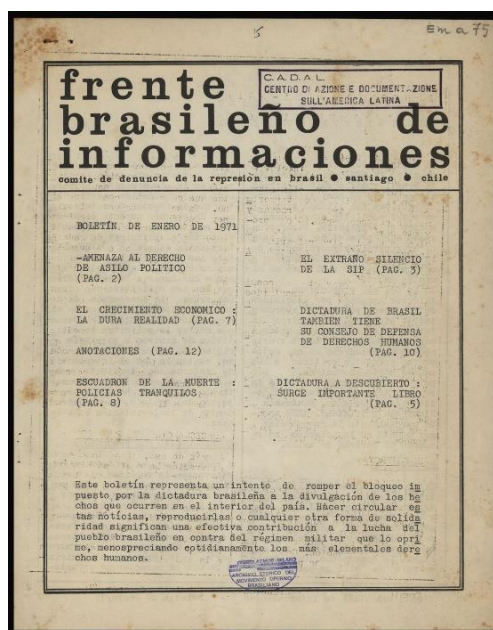 5
Em a 75
frente
brasileño de
informaciones
C.A.D.A.L.
CENTRO DI AZIONE E DOCUMENTAZIONE
SULL'AMERICA LATINA
comite de denuncia de la represión en brasil ● santiago ● chile
BOLETÍN DE ENERO DE 1971
-AMENAZA AL DERECHO
DE ASILO POLITICO
(PAG. 2)
EL CRECIMIENTO ECONOMICO :
LA DURA REALIDAD (PAG. 7)
ANOTACIONES (PAG. 12)
ESCUADRON DE LA MUERTE :
POLICIAS TRANQUILOS
(PAG. 8)
EL EXTRAÑO SILENCIO
DE LA SIP (PAG. 3)
DICTADURA DE BRASIL
TAMBIEN TIENE
SU CONSEJO DE DEFENSA
DE DERECHOS HUMANOS
(PAG. 10)
DICTADURA A DESCUBIERTO :
SURGE IMPORTANTE LIBRO
(PAG. 5)
Este boletín representa un intento de romper el bloqueo im
puesto por la dictadura brasileña a la divulgación de los he
chos que ocurren en el interior del país. Hacer circular es
tas notícias, reproducirlas o cualquier otra forma de solida
ridad significan una efectiva contribución a la lucha del
pueblo brasileño en contra del régimen militar que lo opri
me, menospreciando cotidianamente los más elementales dere
chos humanos.
ARCHIVIO STORICO DEL
MOVIMENTO OPERAIO
BRASILIANO